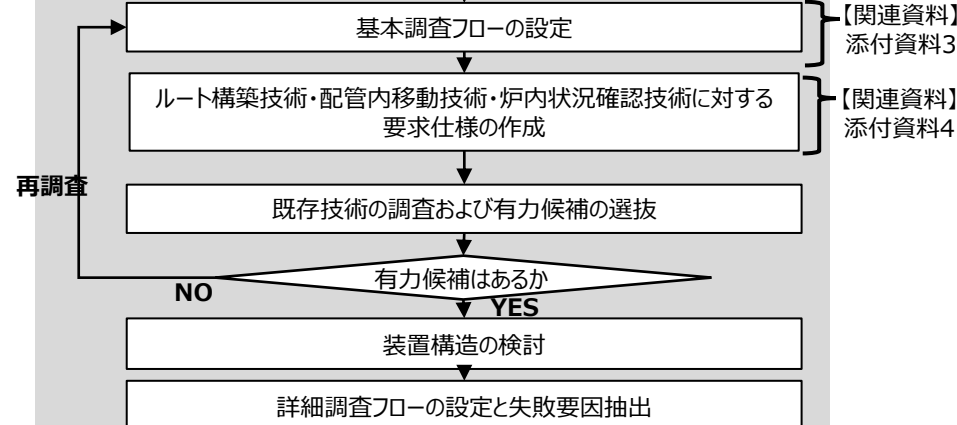 基本調査フローの設定
【関連資料】
添付資料3
ルート構築技術・配管内移動技術・炉内状況確認技術に対する
要求仕様の作成
【関連資料】
添付資料4
再調査
既存技術の調査および有力候補の選抜
有力候補はあるか
NO
YES
装置構造の検討
詳細調査フローの設定と失敗要因抽出